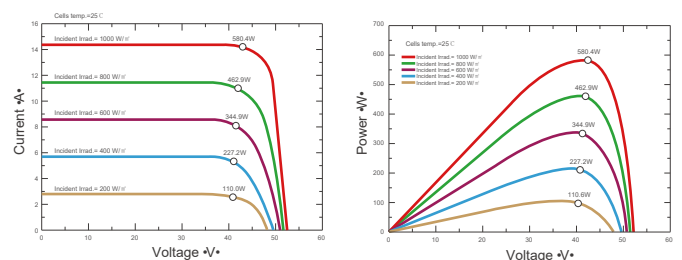 Cells temp.=25℃
Incident Irrad.= 1000 W/㎡
580.4W
Incident Irrad.= 800 W/㎡
462.9W
Incident Irrad.= 600 W/㎡
344.9W
Incident Irrad.= 400 W/㎡
227.2W
Incident Irrad.= 200 W/㎡
110.0W
16
14
12
10
8
6
4
2
0
0
10
20
30
40
50
60
Current •A•
Voltage •V•
Cells temp.=25℃
Incident Irrad.= 1000 W/㎡
Incident Irrad.= 800 W/㎡
Incident Irrad.= 600 W/㎡
Incident Irrad.= 400 W/㎡
Incident Irrad.= 200 W/㎡
580.4W
462.9W
344.9W
227.2W
110.6W
700
600
500
400
300
200
100
0
0
10
20
30
40
50
60
Power •W•
Voltage •V•